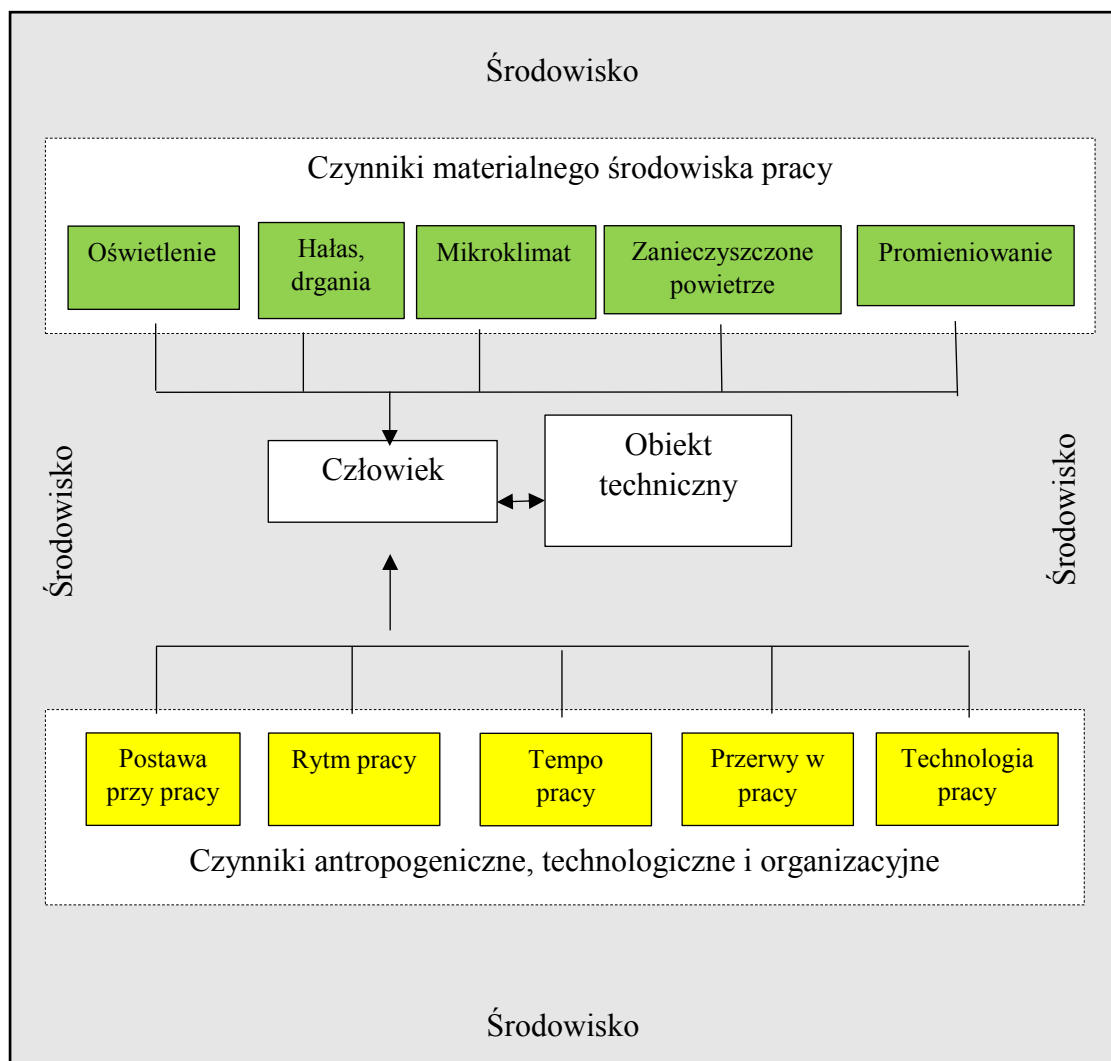 Środowisko
Czynniki materialnego środowiska pracy
Oświetlenie
Hałas,
drgania
Mikroklimat
Zanieczyszczone
powietrze
Promieniowanie
Środowisko
Człowiek
Obiekt
techniczny
Środowisko
Postawa
przy pracy
Rytm pracy
Tempo
pracy
Przerwy w
pracy
Technologia
pracy
Czynniki antropogeniczne, technologiczne i organizacyjne
Środowisko